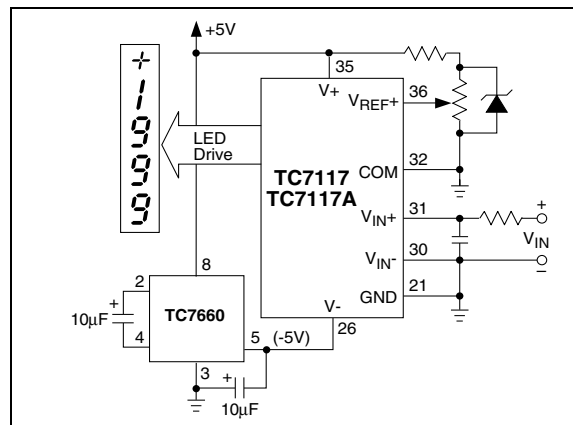 +5V
35
V+
36
VREF+
+1999
LED
Drive
TC7117
TC7117A
32
COM
31
VIN+
+
VIN
30
VIN-
–
21
GND
V-
26
8
2
+
10µF
4
TC7660
5
(-5V)
3
+
10µF